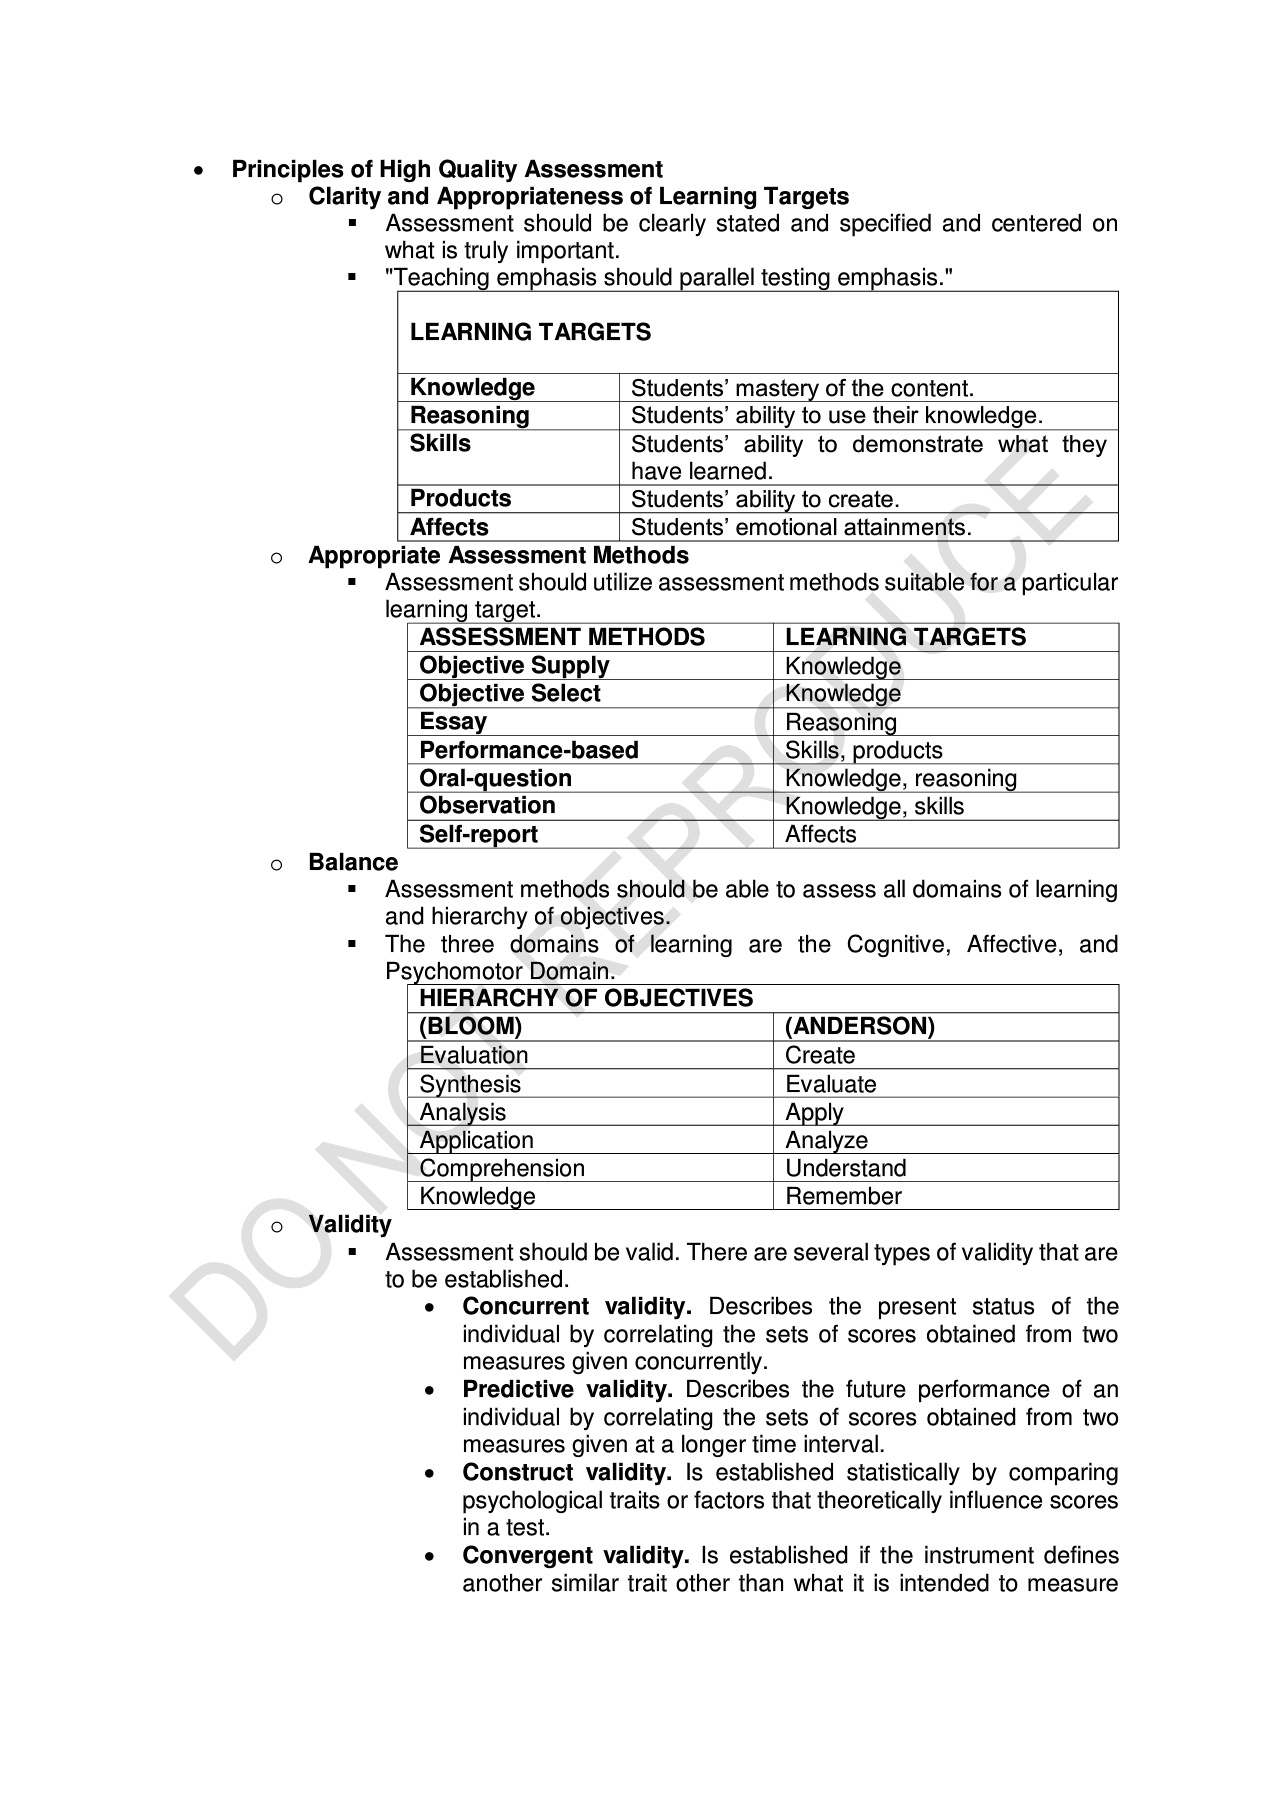 • Principles of High Quality Assessment
o Clarity and Appropriateness of Learning Targets
▪ Assessment should be clearly stated and specified and centered on
what is truly important.
▪ "Teaching emphasis should parallel testing emphasis."
LEARNING TARGETS
Knowledge Students’ mastery of the content.
Reasoning Students’ ability to use their knowledge.
Skills Students’ ability to demonstrate what they
have learned.
Products Students’ ability to create.
Affects Students’ emotional attainments.
o Appropriate Assessment Methods
▪ Assessment should utilize assessment methods suitable for a particular
learning target.
ASSESSMENT METHODS LEARNING TARGETS
Objective Supply Knowledge
Objective Select Knowledge
Essay Reasoning
Performance-based Skills, products
Oral-question Knowledge, reasoning
Observation Knowledge, skills
Self-report Affects
o Balance
▪ Assessment methods should be able to assess all domains of learning
and hierarchy of objectives.
▪ The three domains of learning are the Cognitive, Affective, and
Psychomotor Domain.
HIERARCHY OF OBJECTIVES
(BLOOM) (ANDERSON)
Evaluation Create
Synthesis Evaluate
Analysis Apply
Application Analyze
Comprehension Understand
Knowledge Remember
o Validity
▪ Assessment should be valid. There are several types of validity that are
to be established.
• Concurrent validity. Describes the present status of the
individual by correlating the sets of scores obtained from two
measures given concurrently.
• Predictive validity. Describes the future performance of an
individual by correlating the sets of scores obtained from two
measures given at a longer time interval.
• Construct validity. Is established statistically by comparing
psychological traits or factors that theoretically influence scores
in a test.
• Convergent validity. Is established if the instrument defines
another similar trait other than what it is intended to measure
DO NOT REPRODUCE